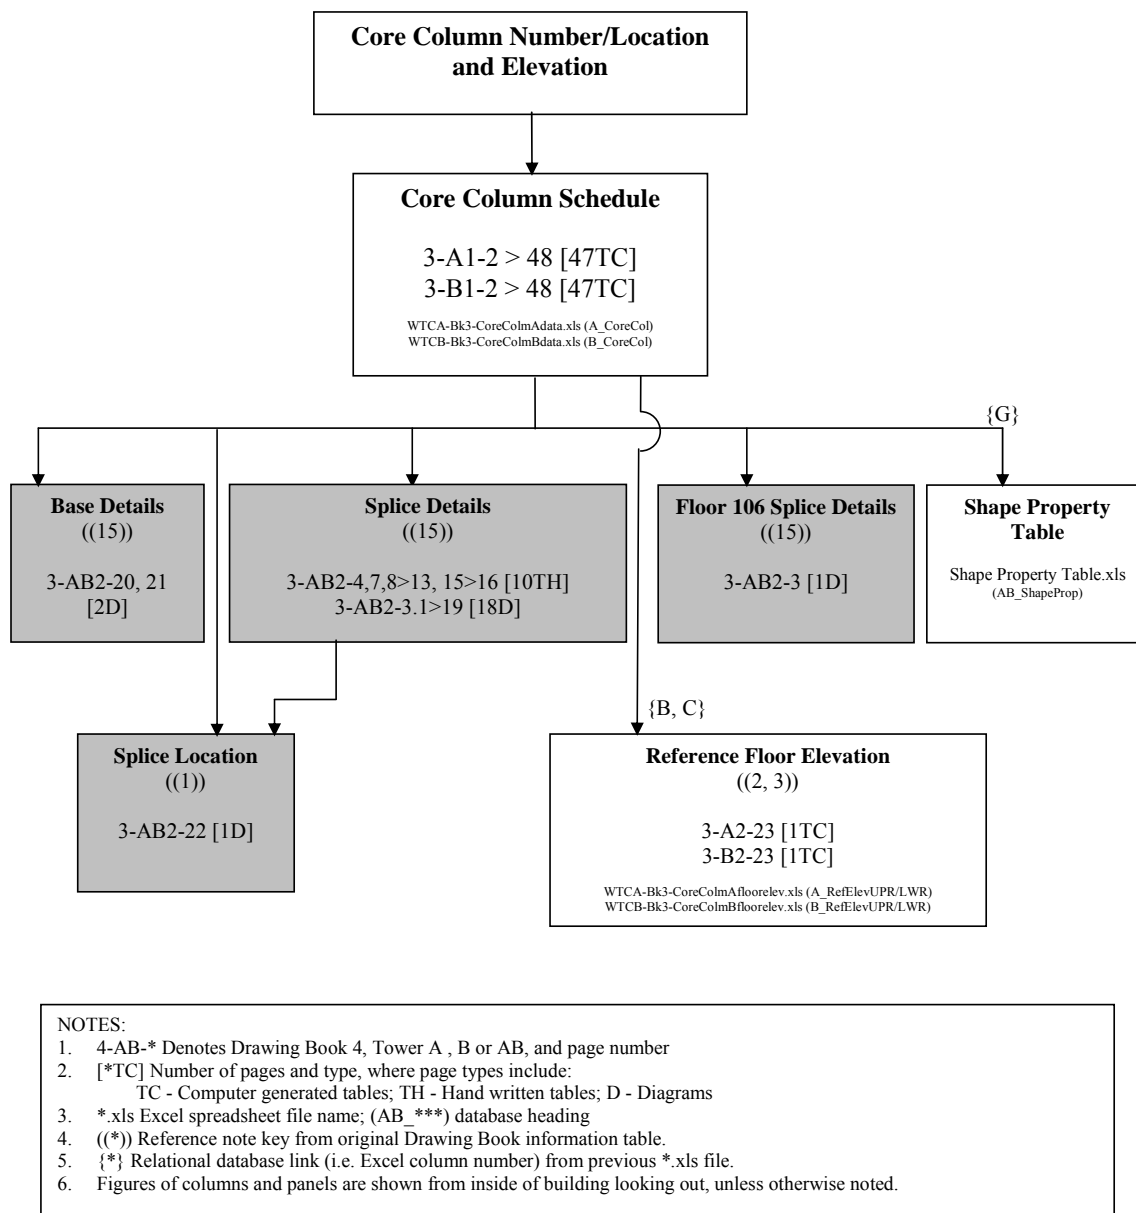 Core Column Number/Location
and Elevation
Core Column Schedule
3-A1-2 > 48 [47TC]
3-B1-2 > 48 [47TC]
WTCA-Bk3-CoreColmAdata.xls (A_CoreCol)
WTCB-Bk3-CoreColmBdata.xls (B_CoreCol)
{G}
Base Details
((15))
3-AB2-20, 21
[2D]
Splice Details
((15))
3-AB2-4,7,8>13, 15>16 [10TH]
3-AB2-3.1>19 [18D]
Floor 106 Splice Details
((15))
3-AB2-3 [1D]
Shape Property
Table
Shape Property Table.xls
(AB_ShapeProp)
{B, C}
Splice Location
((1))
3-AB2-22 [1D]
Reference Floor Elevation
((2, 3))
3-A2-23 [1TC]
3-B2-23 [1TC]
WTCA-Bk3-CoreColmAfloorelev.xls (A_RefElevUPR/LWR)
WTCB-Bk3-CoreColmBfloorelev.xls (B_RefElevUPR/LWR)
NOTES:
1. 4-AB-* Denotes Drawing Book 4, Tower A , B or AB, and page number
2. [*TC] Number of pages and type, where page types include:
TC - Computer generated tables; TH - Hand written tables; D - Diagrams
3. *.xls Excel spreadsheet file name; (AB_***) database heading
4. ((*)) Reference note key from original Drawing Book information table.
5. {*} Relational database link (i.e. Excel column number) from previous *.xls file.
6. Figures of columns and panels are shown from inside of building looking out, unless otherwise noted.